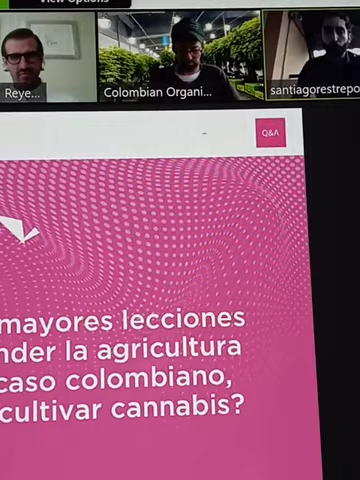 View Options
Reye...
Colombian Organi...
santiagorestrepo
Q&A
mayores lecciones
nder la agricultura
caso colombiano,
cultivar cannabis?